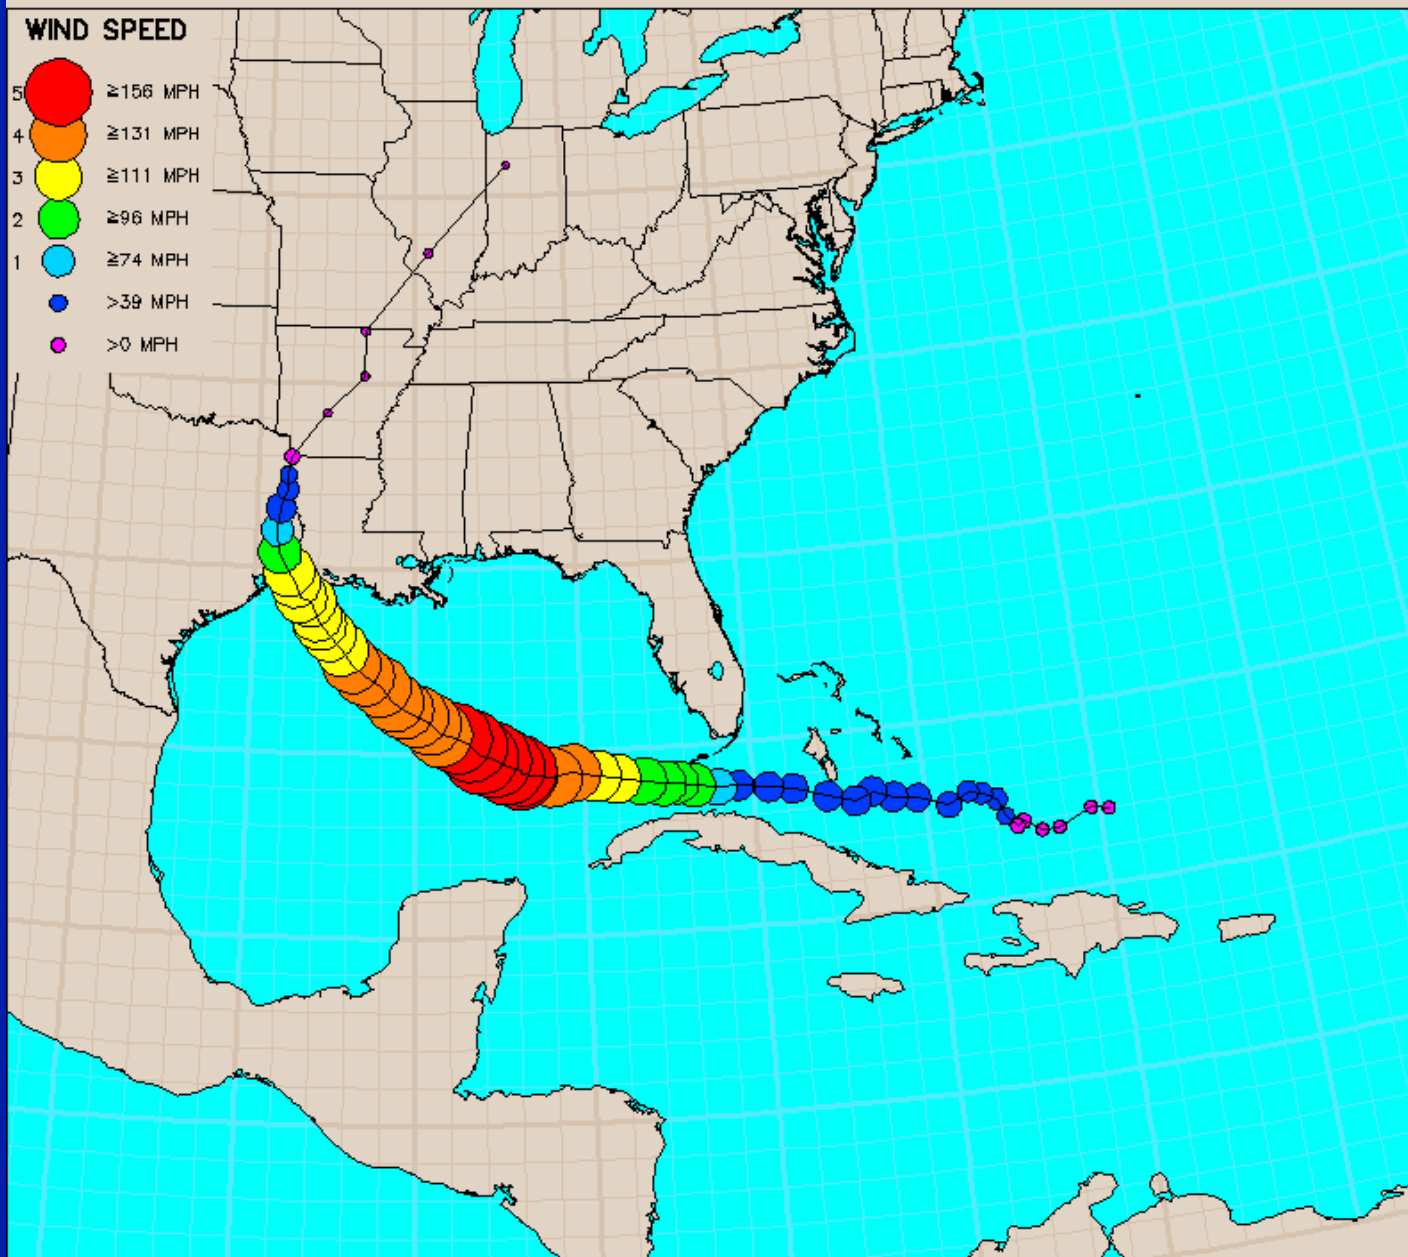 WIND SPEED
5 ≥156 MPH
4 ≥131 MPH
3 ≥111 MPH
2 ≥96 MPH
1 ≥74 MPH
>39 MPH
>0 MPH